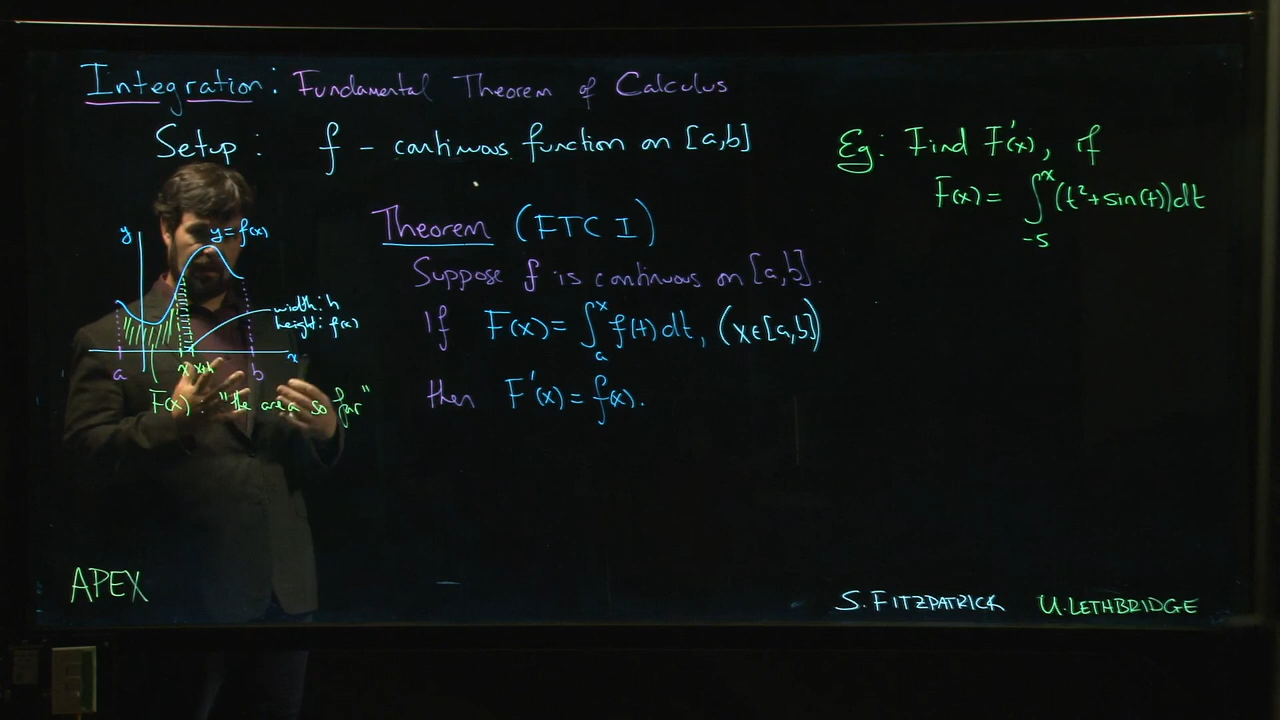 Integration: Fundamental Theorem of Calculus
Setup: f – continuous function on [a,b]
Eg: Find F'(x), if
F(x) = ∫_{-5}^{x} (t²+sin(t))dt
Theorem (FTC I)
Suppose f is continuous on [a,b].
If F(x) = ∫_{a}^{x} f(t)dt, (x∈[a,b])
then F'(x) = f(x).
y
y=f(x)
width: h
height: f(x)
x
a x x+h b
F(x): "the area so far"
APEX
S. FITZPATRICK U. LETHBRIDGE